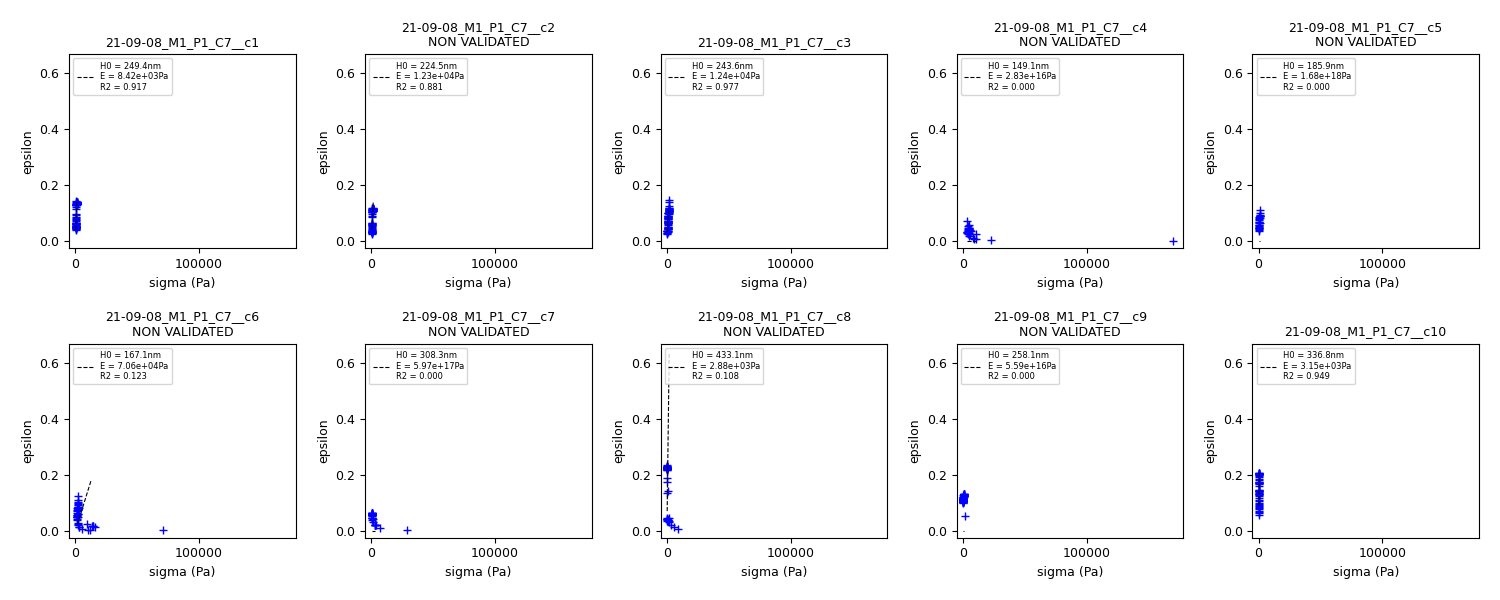 21-09-08_M1_P1_C7__c1
H0 = 249.4nm
E = 8.42e+03Pa
R2 = 0.917
epsilon
0.6
0.4
0.2
0.0
0
100000
sigma (Pa)
21-09-08_M1_P1_C7__c2
NON VALIDATED
H0 = 224.5nm
E = 1.23e+04Pa
R2 = 0.881
epsilon
0.6
0.4
0.2
0.0
0
100000
sigma (Pa)
21-09-08_M1_P1_C7__c3
H0 = 243.6nm
E = 1.24e+04Pa
R2 = 0.977
epsilon
0.6
0.4
0.2
0.0
0
100000
sigma (Pa)
21-09-08_M1_P1_C7__c4
NON VALIDATED
H0 = 149.1nm
E = 2.83e+16Pa
R2 = 0.000
epsilon
0.6
0.4
0.2
0.0
0
100000
sigma (Pa)
21-09-08_M1_P1_C7__c5
NON VALIDATED
H0 = 185.9nm
E = 1.68e+18Pa
R2 = 0.000
epsilon
0.6
0.4
0.2
0.0
0
100000
sigma (Pa)
21-09-08_M1_P1_C7__c6
NON VALIDATED
H0 = 167.1nm
E = 7.06e+04Pa
R2 = 0.123
epsilon
0.6
0.4
0.2
0.0
0
100000
sigma (Pa)
21-09-08_M1_P1_C7__c7
NON VALIDATED
H0 = 308.3nm
E = 5.97e+17Pa
R2 = 0.000
epsilon
0.6
0.4
0.2
0.0
0
100000
sigma (Pa)
21-09-08_M1_P1_C7__c8
NON VALIDATED
H0 = 433.1nm
E = 2.88e+03Pa
R2 = 0.108
epsilon
0.6
0.4
0.2
0.0
0
100000
sigma (Pa)
21-09-08_M1_P1_C7__c9
NON VALIDATED
H0 = 258.1nm
E = 5.59e+16Pa
R2 = 0.000
epsilon
0.6
0.4
0.2
0.0
0
100000
sigma (Pa)
21-09-08_M1_P1_C7__c10
H0 = 336.8nm
E = 3.15e+03Pa
R2 = 0.949
epsilon
0.6
0.4
0.2
0.0
0
100000
sigma (Pa)